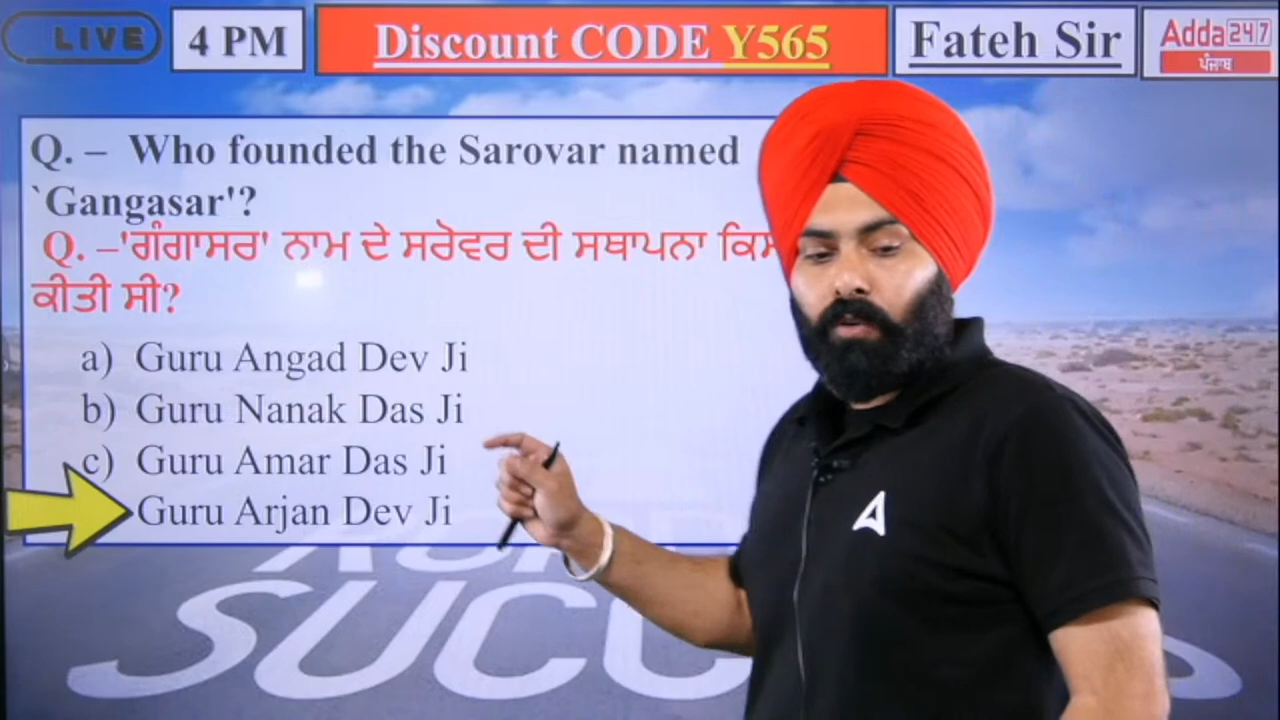 LIVE
4 PM
Discount CODE Y565
Fateh Sir
Adda247
ਪੰਜਾਬ
Q. – Who founded the Sarovar named
`Gangasar'?
Q. –'ਗੰਗਾਸਰ' ਨਾਮ ਦੇ ਸਰੋਵਰ ਦੀ ਸਥਾਪਨਾ
ਕੀਤੀ ਸੀ?
a) Guru Angad Dev Ji
b) Guru Nanak Das Ji
c) Guru Amar Das Ji
Guru Arjan Dev Ji